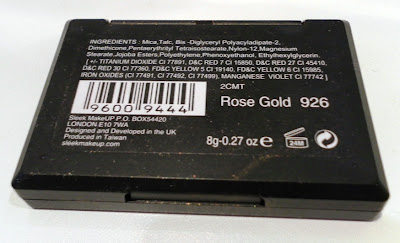 INGREDIENTS : Mica,Talc, Bis -Diglyceryl Polyacyladipate-2,
Dimethicone,Pentaerythrityl Tetraisostearate,Nylon-12,Magnesium
Stearate,Jojoba Esters,Polyethylene,Phenoxyethanol, Ethylhexylglycerin,
[ +/- TITANIUM DIOXIDE CI 77891, D&C RED 7 CI 15850, D&C RED 27 CI 45410,
D&C RED 30 CI 77360, FD&C YELLOW 5 CI 19140, FD&C YELLOW 6 CI 15985,
IRON OXIDES (CI 77491, CI 77492, CI 77499), MANGANESE VIOLET CI 77742 ]
9600 9444
2CMT
Rose Gold 926
Sleek MakeUP P.O. BOX54420
LONDON E10 7WA
Designed and Developed in the UK
Produced in Taiwan
sleekmakeup.com
8g-0.27 oz e
24M